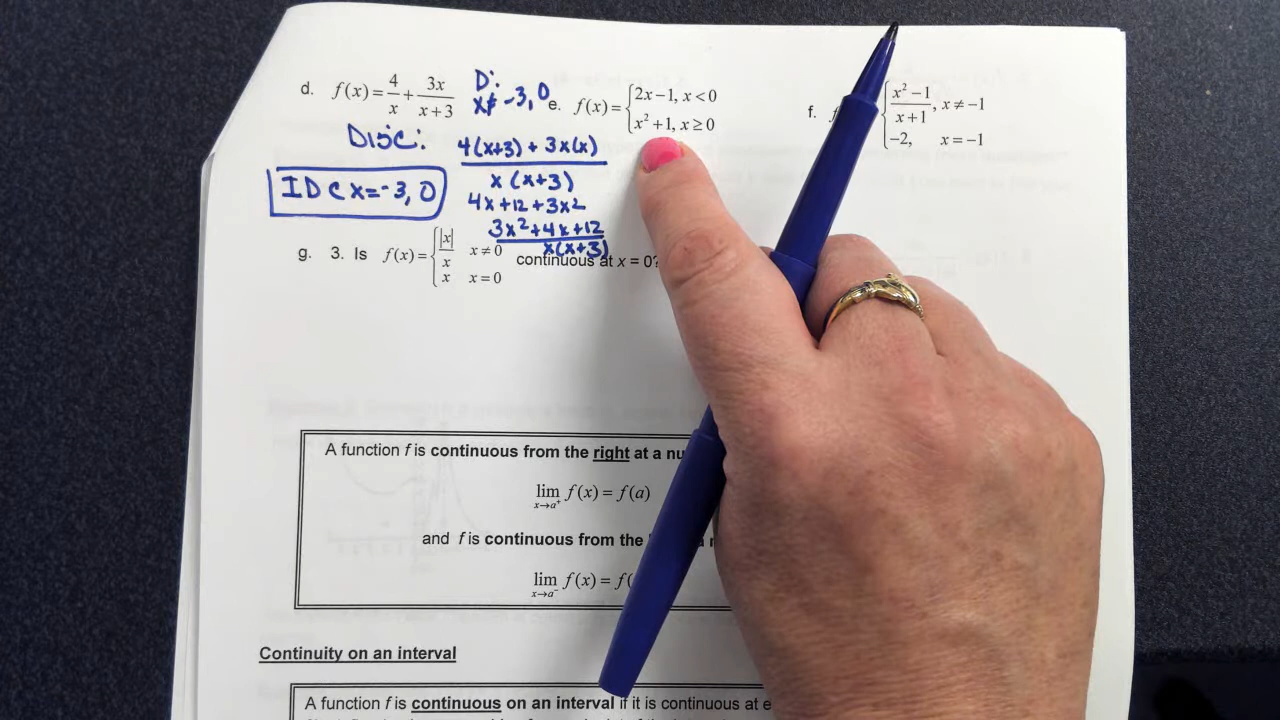 d. f(x) = 4/x + 3x/(x+3)
D:
x ≠ -3, 0
e. f(x) = { 2x−1, x < 0
x² +1, x ≥ 0
f. { (x² −1)/(x+1), x ≠ −1
−2, x = −1
DISC:
ID @ x = -3, 0
4(x+3) + 3x(x)
x (x+3)
4x+12+3x²
3x²+4x+12
x(x+3)
g. 3. Is f(x) = { |x|/x x ≠ 0
x x = 0
continuous at x = 0?
A function f is continuous from the right at a
lim x→a⁺ f(x) = f(a)
and f is continuous from the
lim x→a⁻ f(x) = f(
Continuity on an interval
A function f is continuous on an interval if it is continuous at